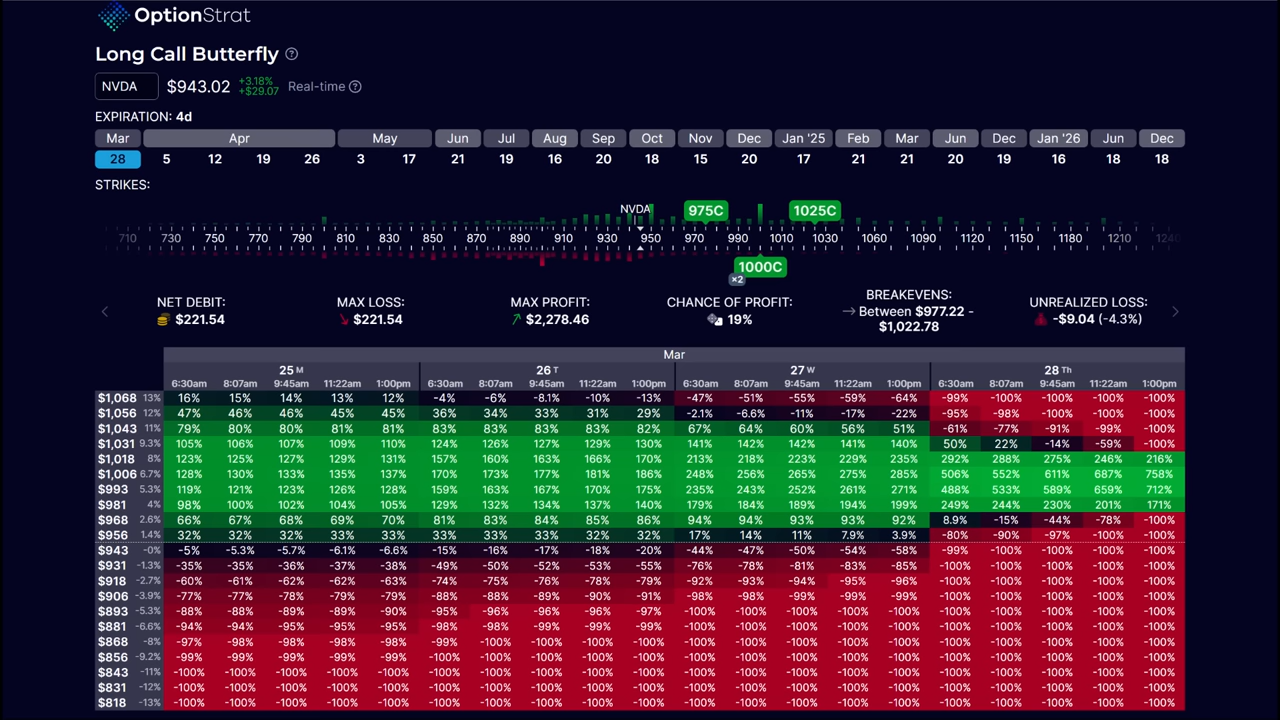 OptionStrat
Long Call Butterfly ?
NVDA $943.02 +3.18% +$29.07 Real-time ?
EXPIRATION: 4d
Mar Apr May Jun Jul Aug Sep Oct Nov Dec Jan '25 Feb Mar Jun Dec Jan '26 Jun Dec
28 5 12 19 26 3 17 21 19 16 20 18 15 20 17 21 21 20 19 16 18 18
STRIKES:
NVDA 975C 1025C
710 730 750 770 790 810 830 850 870 890 910 930 950 970 990 1010 1030 1060 1090 1120 1150 1180 1210 1240
1000C
x2
NET DEBIT: MAX LOSS: MAX PROFIT: CHANCE OF PROFIT: BREAKEVENS: UNREALIZED LOSS:
$221.54 $221.54 $2,278.46 19% Between $977.22 - $1,022.78 -$9.04 (-4.3%)
Mar
25 M 26 T 27 W 28 Th
6:30am 8:07am 9:45am 11:22am 1:00pm 6:30am 8:07am 9:45am 11:22am 1:00pm 6:30am 8:07am 9:45am 11:22am 1:00pm 6:30am 8:07am 9:45am 11:22am 1:00pm
$1,068 13% 16% 15% 14% 13% 12% -4% -6% -8.1% -10% -13% -47% -51% -55% -59% -64% -99% -100% -100% -100% -100%
$1,056 12% 47% 46% 46% 45% 45% 36% 34% 33% 31% 29% -2.1% -6.6% -11% -17% -22% -95% -98% -100% -100% -100%
$1,043 11% 79% 80% 80% 81% 81% 83% 83% 83% 83% 82% 67% 64% 60% 56% 51% -61% -77% -91% -99% -100%
$1,031 9.3% 105% 106% 107% 109% 110% 124% 126% 127% 129% 130% 141% 142% 142% 141% 140% 50% 22% -14% -59% -100%
$1,018 8% 123% 125% 127% 129% 131% 157% 160% 163% 166% 170% 213% 218% 223% 229% 235% 292% 288% 275% 246% 216%
$1,006 6.7% 128% 130% 133% 135% 137% 170% 173% 177% 181% 186% 248% 256% 265% 275% 285% 506% 552% 611% 687% 758%
$993 5.3% 119% 121% 123% 126% 128% 159% 163% 167% 170% 175% 235% 243% 252% 261% 271% 488% 533% 589% 659% 712%
$981 4% 98% 100% 102% 104% 105% 129% 132% 134% 137% 140% 179% 184% 189% 194% 199% 249% 244% 230% 201% 171%
$968 2.6% 66% 67% 68% 69% 70% 81% 83% 84% 85% 86% 94% 94% 93% 93% 92% 8.9% -15% -44% -78% -100%
$956 1.4% 32% 32% 32% 33% 33% 33% 33% 33% 32% 32% 17% 14% 11% 7.9% 3.9% -80% -90% -97% -100% -100%
$943 -0% -5% -5.3% -5.7% -6.1% -6.6% -15% -16% -17% -18% -20% -44% -47% -50% -54% -58% -99% -100% -100% -100% -100%
$931 -1.3% -35% -35% -36% -37% -38% -49% -50% -52% -53% -55% -76% -78% -81% -83% -85% -100% -100% -100% -100% -100%
$918 -2.7% -60% -61% -62% -62% -63% -74% -75% -76% -78% -79% -92% -93% -94% -95% -96% -100% -100% -100% -100% -100%
$906 -3.9% -77% -77% -78% -79% -79% -88% -88% -89% -90% -91% -98% -98% -99% -99% -99% -100% -100% -100% -100% -100%
$893 -5.3% -88% -88% -89% -89% -90% -95% -96% -96% -96% -97% -100% -100% -100% -100% -100% -100% -100% -100% -100% -100%
$881 -6.6% -94% -94% -95% -95% -95% -98% -98% -99% -99% -99% -100% -100% -100% -100% -100% -100% -100% -100% -100% -100%
$868 -8% -97% -98% -98% -98% -98% -99% -100% -100% -100% -100% -100% -100% -100% -100% -100% -100% -100% -100% -100% -100%
$856 -9.2% -99% -99% -99% -99% -99% -100% -100% -100% -100% -100% -100% -100% -100% -100% -100% -100% -100% -100% -100% -100%
$843 -11% -100% -100% -100% -100% -100% -100% -100% -100% -100% -100% -100% -100% -100% -100% -100% -100% -100% -100% -100% -100%
$831 -12% -100% -100% -100% -100% -100% -100% -100% -100% -100% -100% -100% -100% -100% -100% -100% -100% -100% -100% -100% -100%
$818 -13% -100% -100% -100% -100% -100% -100% -100% -100% -100% -100% -100% -100% -100% -100% -100% -100% -100% -100% -100% -100%